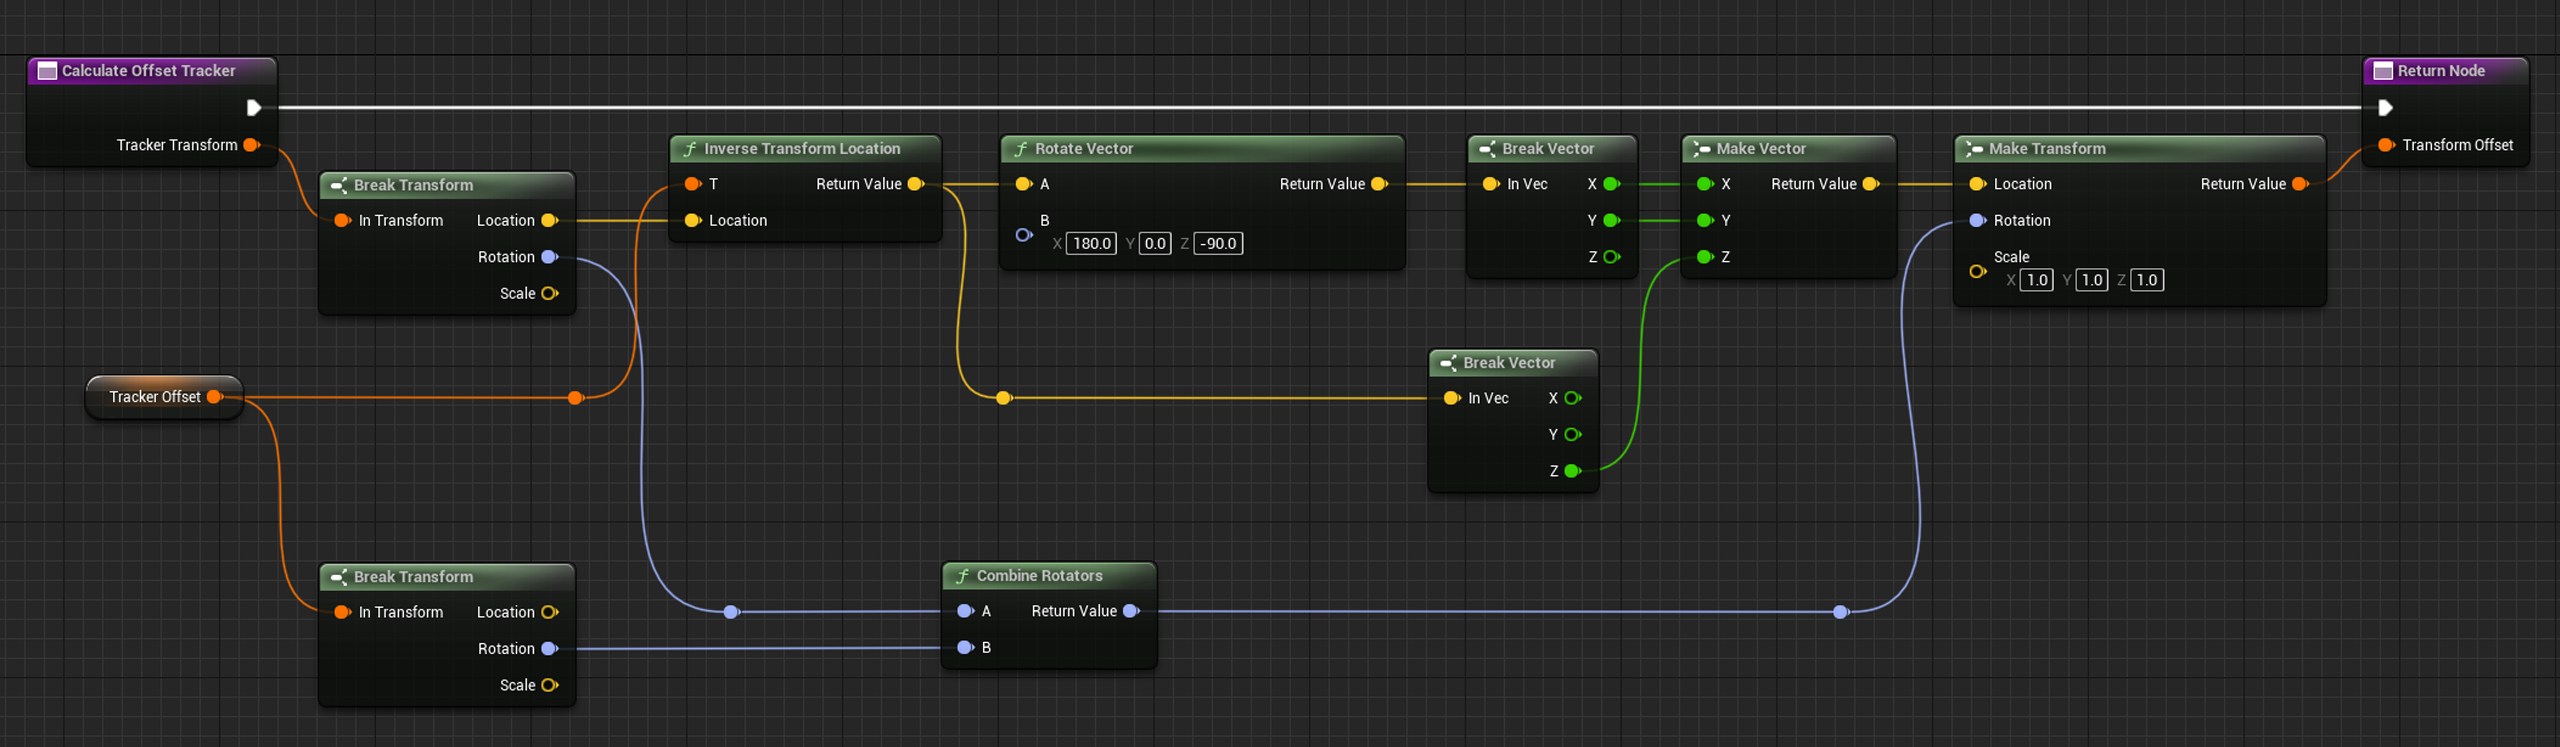 Calculate Offset Tracker
Tracker Transform
Break Transform
In Transform Location
Rotation
Scale
Tracker Offset
Break Transform
In Transform Location
Rotation
Scale
Inverse Transform Location
T Return Value
Location
Rotate Vector
A Return Value
B
X 180.0 Y 0.0 Z -90.0
Combine Rotators
A Return Value
B
Break Vector
In Vec X
Y
Z
Break Vector
In Vec X
Y
Z
Make Vector
X Return Value
Y
Z
Make Transform
Location Return Value
Rotation
Scale
X 1.0 Y 1.0 Z 1.0
Return Node
Transform Offset